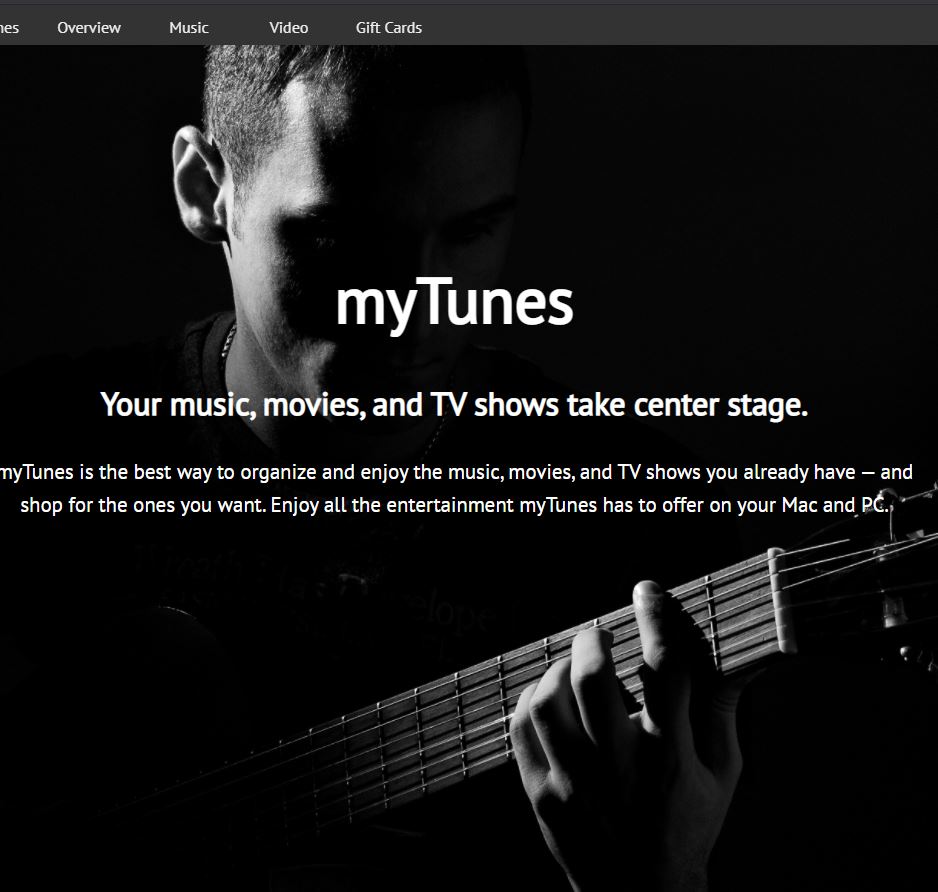 Overview Music Video Gift Cards
myTunes
Your music, movies, and TV shows take center stage.
myTunes is the best way to organize and enjoy the music, movies, and TV shows you already have — and
shop for the ones you want. Enjoy all the entertainment myTunes has to offer on your Mac and PC.